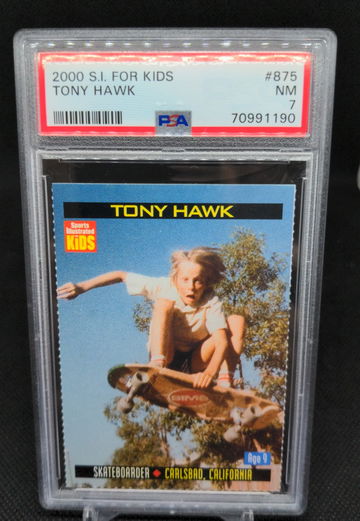 2000 S.I. FOR KIDS #875
TONY HAWK NM
7
PSA 70991190
TONY HAWK
Sports
Illustrated
KIDS
SIMS
Age 9
SKATEBOARDER ♦ CARLSBAD, CALIFORNIA